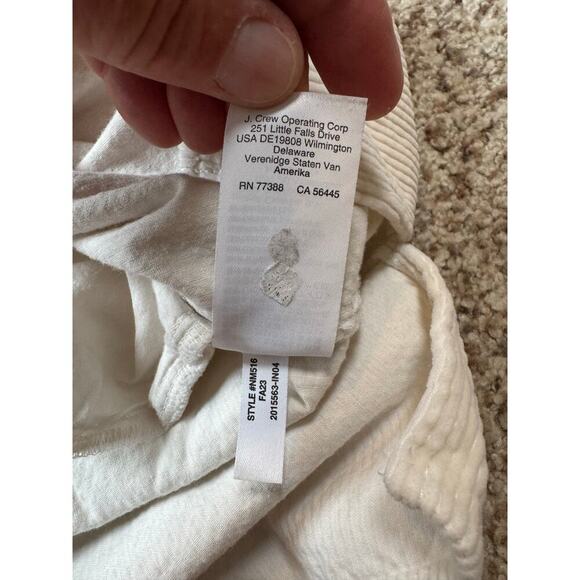 J. Crew Operating Corp
251 Little Falls Drive
USA DE19808 Wilmington
Delaware
Verenidge Staten Van
Amerika
RN 77388 CA 56445
STYLE #NM516
FA23
2015563-IN04